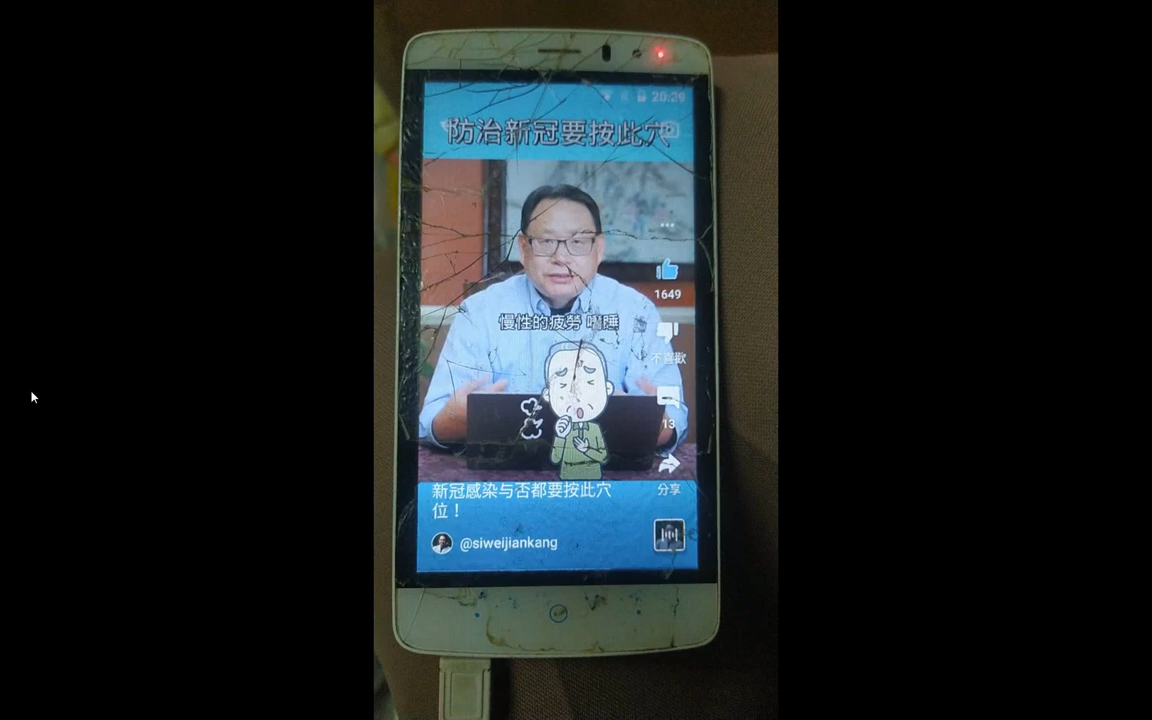 20:29
防治新冠要按此穴
1649
慢性的疲勞 嗜睡
不喜歡
13
分享
新冠感染与否都要按此穴
位！
@siweijiankang